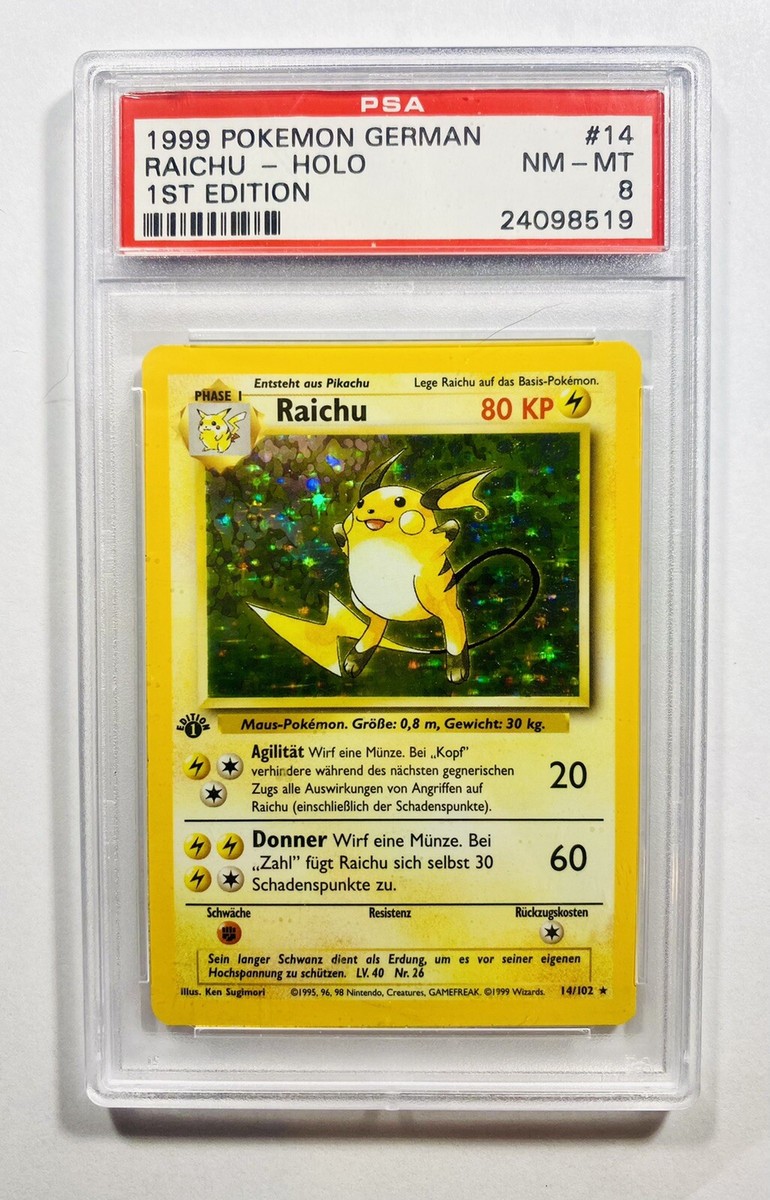 PSA
1999 POKEMON GERMAN #14
RAICHU – HOLO NM – MT
1ST EDITION 8
24098519
Entsteht aus Pikachu Lege Raichu auf das Basis-Pokémon.
PHASE 1
Raichu 80 KP
EDITION
1
Maus-Pokémon. Größe: 0,8 m, Gewicht: 30 kg.
Agilität Wirf eine Münze. Bei „Kopf”
verhindere während des nächsten gegnerischen
Zugs alle Auswirkungen von Angriffen auf
Raichu (einschließlich der Schadenspunkte).
20
Donner Wirf eine Münze. Bei
„Zahl” fügt Raichu sich selbst 30
Schadenspunkte zu.
60
Schwäche Resistenz Rückzugskosten
Sein langer Schwanz dient als Erdung, um es vor seiner eigenen
Hochspannung zu schützen. LV. 40 Nr. 26
Illus. Ken Sugimori ©1995, 96, 98 Nintendo, Creatures, GAMEFREAK. ©1999 Wizards. 14/102 ★